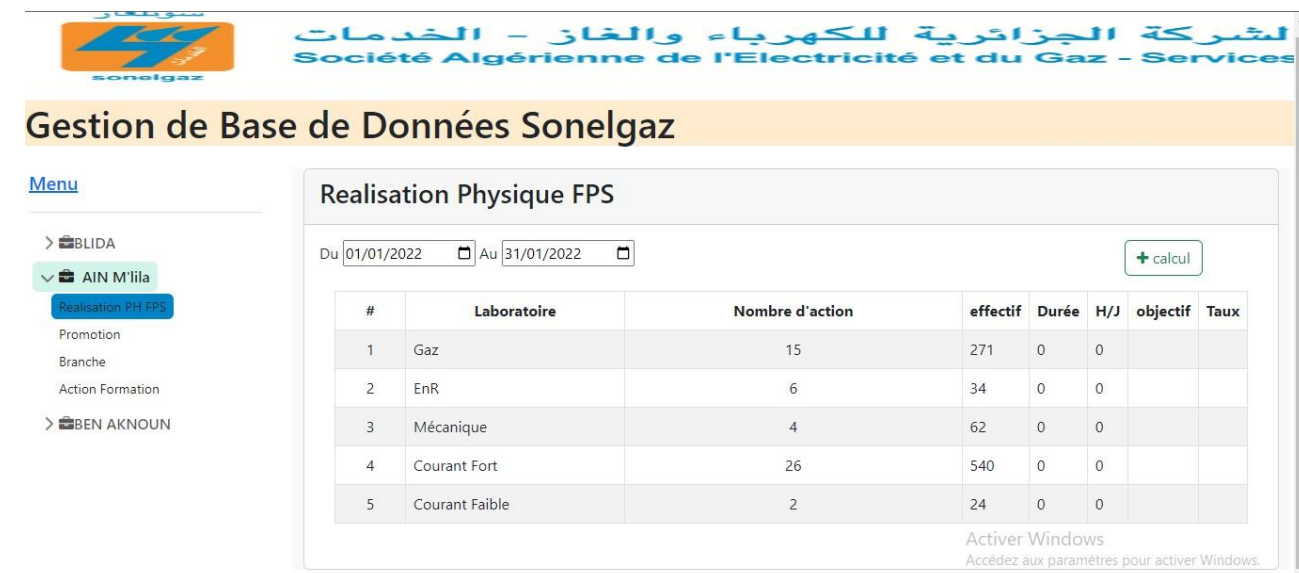 سونلغاز
sonelgaz
لشركة الجزائرية للكهرباء والغاز - الخدمات
Société Algérienne de l'Electricité et du Gaz - Services
Gestion de Base de Données Sonelgaz
Menu
BLIDA
AIN M'lila
Realisation PH FPS
Promotion
Branche
Action Formation
BEN AKNOUN
Realisation Physique FPS
Du 01/01/2022 Au 31/01/2022
+ calcul
# Laboratoire Nombre d'action effectif Durée H/J objectif Taux
1 Gaz 15 271 0 0
2 EnR 6 34 0 0
3 Mécanique 4 62 0 0
4 Courant Fort 26 540 0 0
5 Courant Faible 2 24 0 0
Activer Windows
Accédez aux paramètres pour activer Windows.